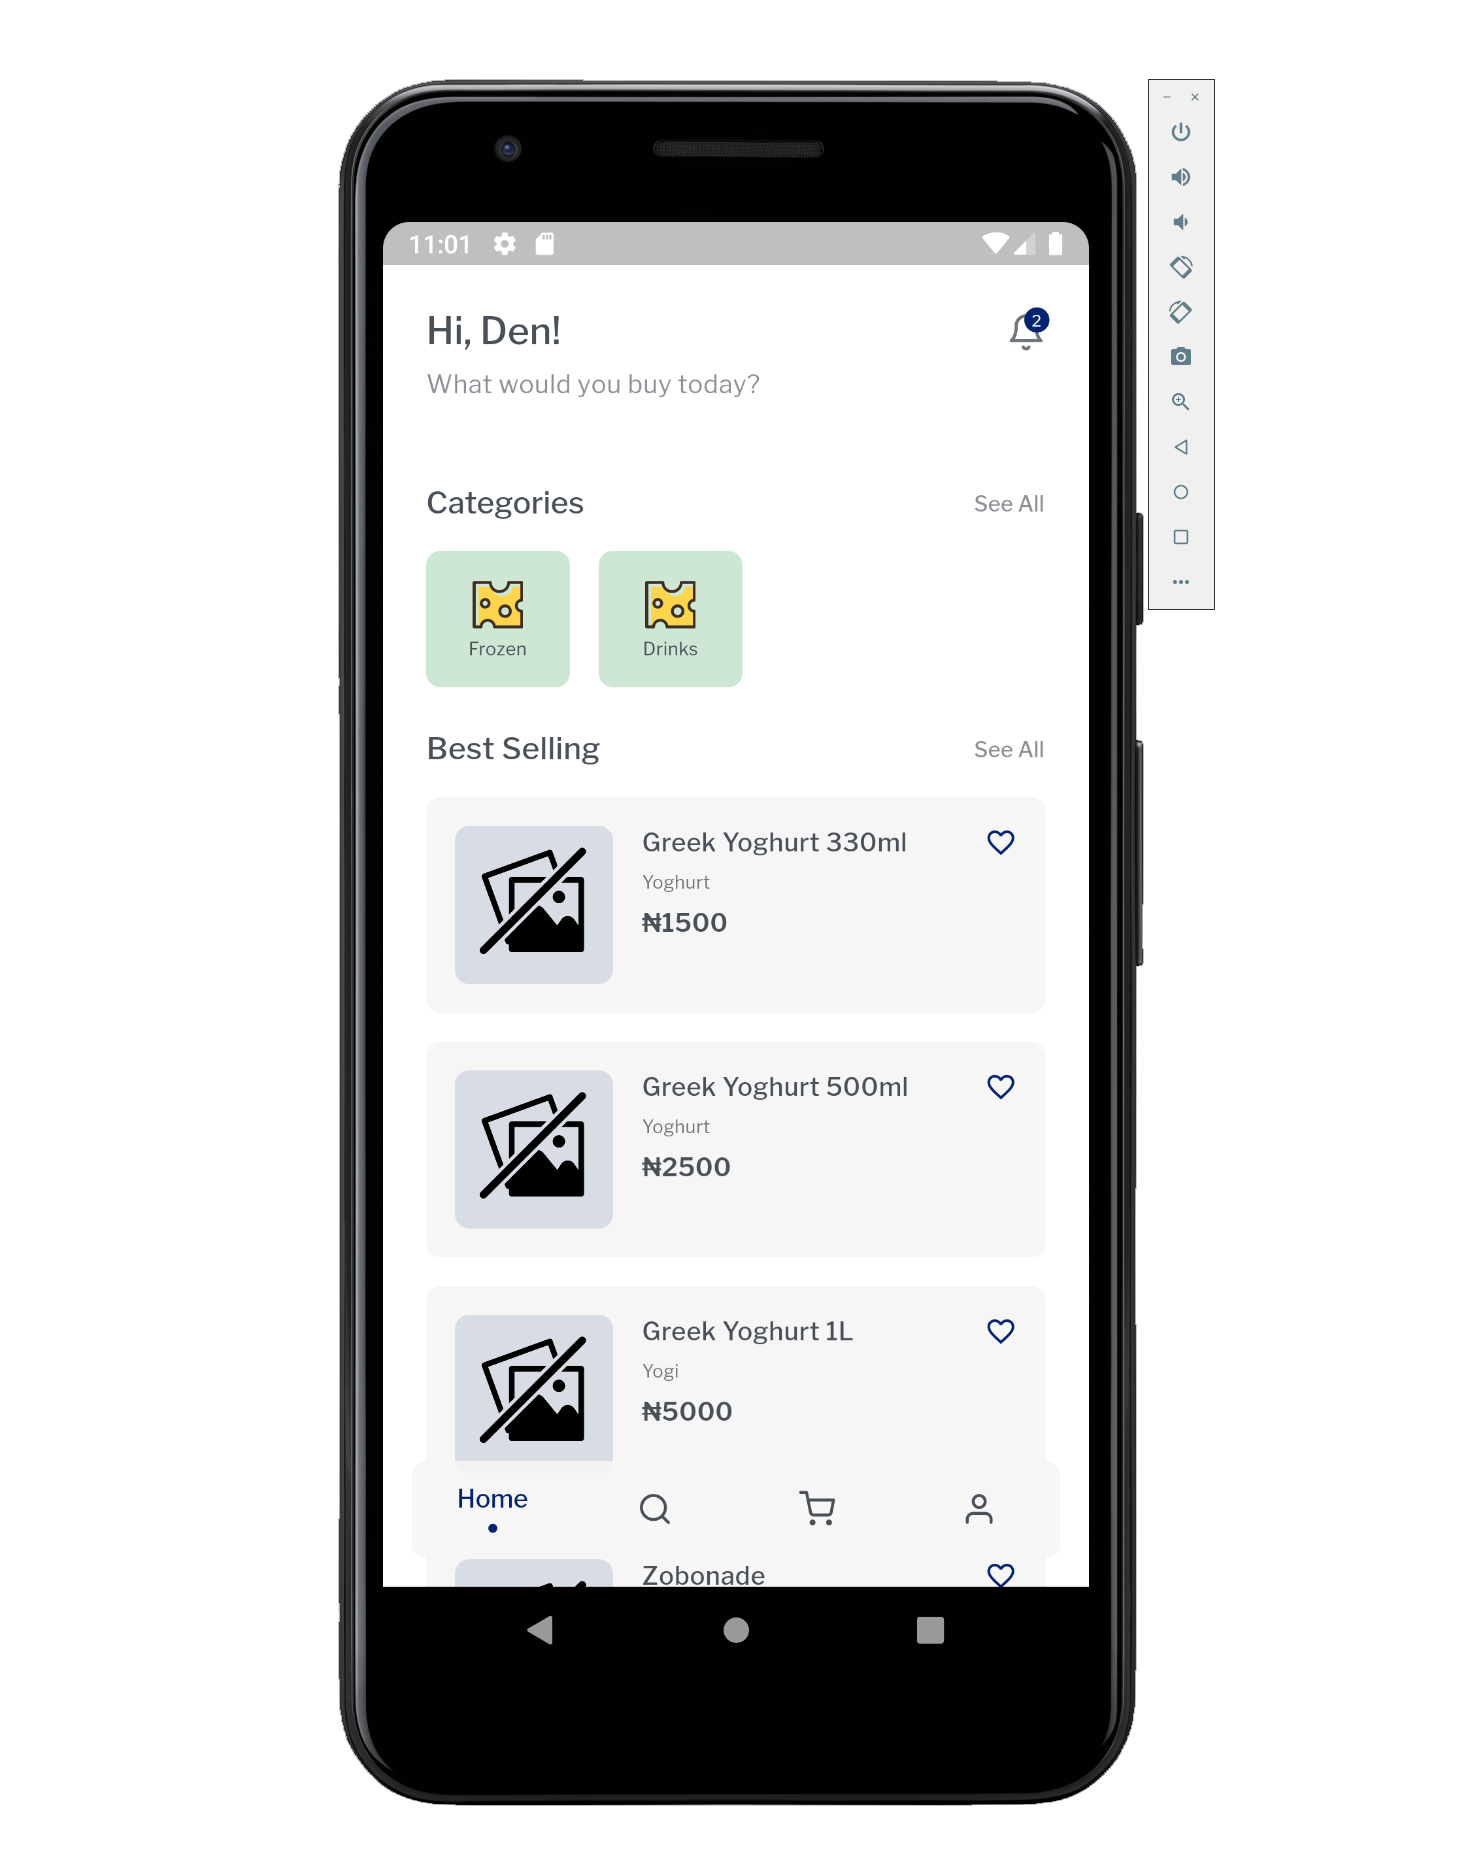 11:01
Hi, Den!
2
What would you buy today?
Categories
See All
Frozen
Drinks
Best Selling
See All
Greek Yoghurt 330ml
Yoghurt
₦1500
Greek Yoghurt 500ml
Yoghurt
₦2500
Greek Yoghurt 1L
Yogi
₦5000
Home
Zobonade